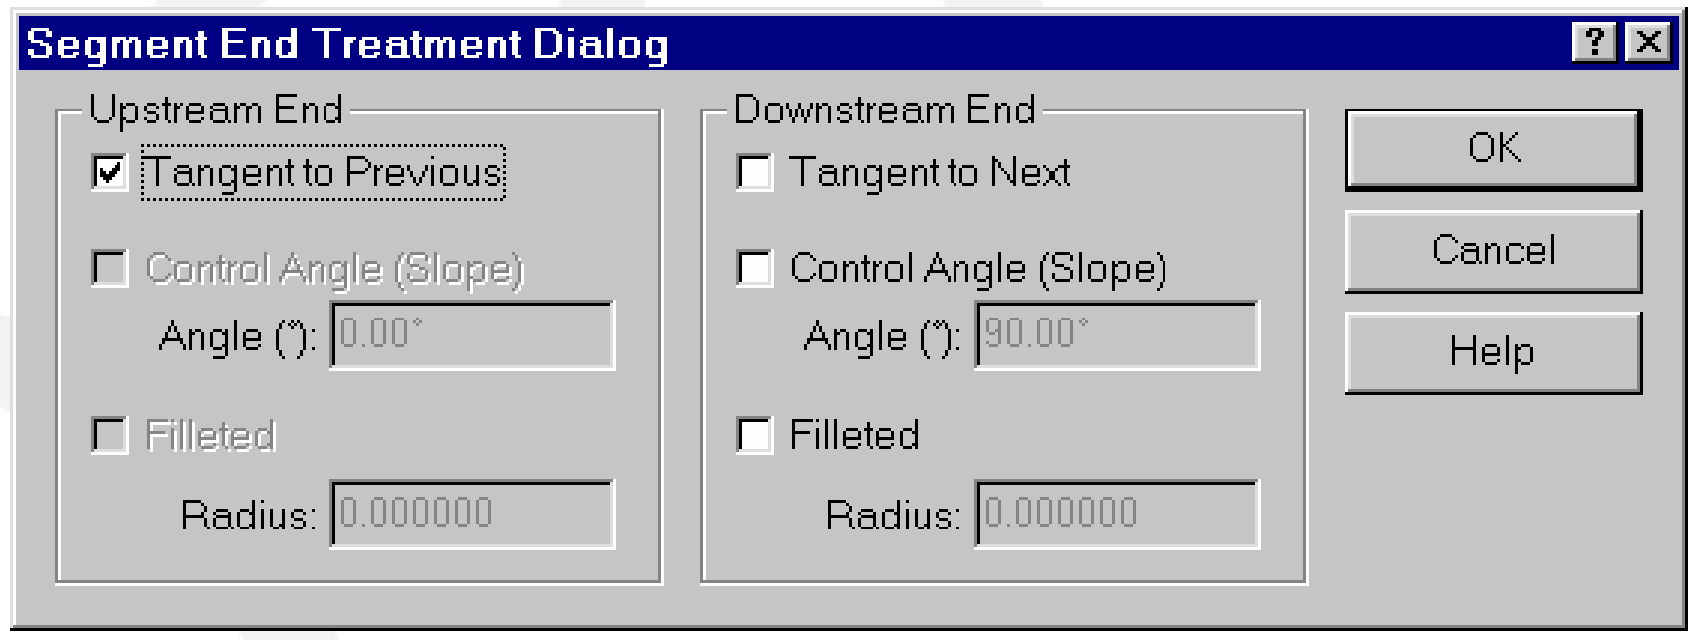 Segment End Treatment Dialog
?
Upstream End
Tangent to Previous
Control Angle (Slope)
Angle (°):
0.00°
Filleted
Radius:
0.000000
Downstream End
Tangent to Next
Control Angle (Slope)
Angle (°):
90.00°
Filleted
Radius:
0.000000
OK
Cancel
Help